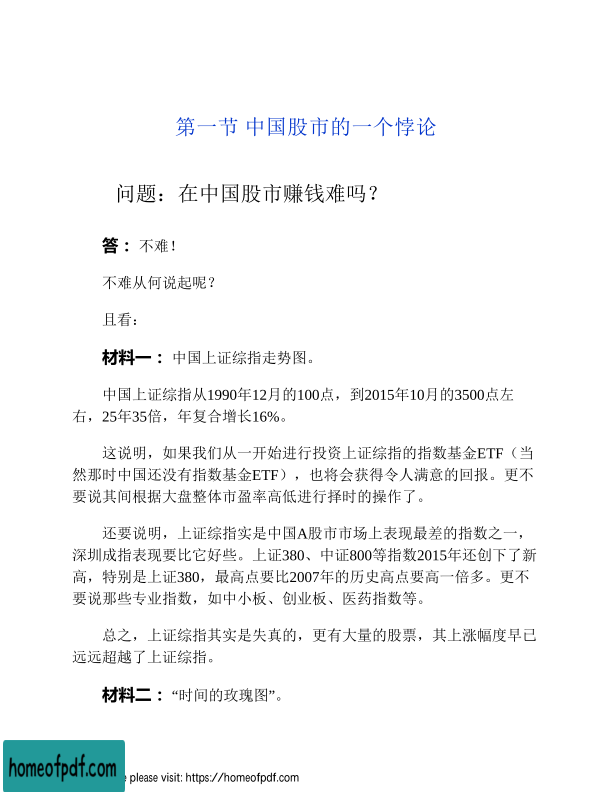 第一节 中国股市的一个悖论
问题：在中国股市赚钱难吗？
答：不难！
不难从何说起呢？
且看：
材料一：中国上证综指走势图。
中国上证综指从1990年12月的100点，到2015年10月的3500点左
右，25年35倍，年复合增长16%。
这说明，如果我们从一开始进行投资上证综指的指数基金ETF（当
然那时中国还没有指数基金ETF），也将会获得令人满意的回报。更不
要说其间根据大盘整体市盈率高低进行择时的操作了。
还要说明，上证综指实是中国A股市市场上表现最差的指数之一，
深圳成指表现要比它好些。上证380、中证800等指数2015年还创下了新
高，特别是上证380，最高点要比2007年的历史高点要高一倍多。更不
要说那些专业指数，如中小板、创业板、医药指数等。
总之，上证综指其实是失真的，更有大量的股票，其上涨幅度早已
远远超越了上证综指。
材料二：“时间的玫瑰图”。
homeofpdf.com
please visit: https://homeofpdf.com